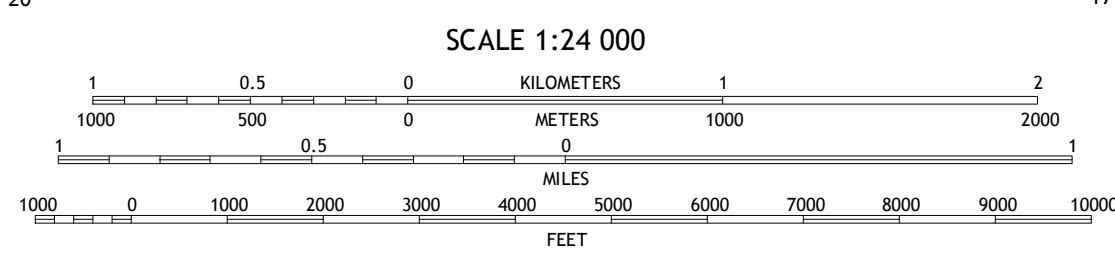 20
SCALE 1:24 000
1 0.5 0 KILOMETERS 1 2
1000 500 0 METERS 1000 2000
1 0.5 0 1
MILES
1000 0 1000 2000 3000 4000 5000 6000 7000 8000 9000 10000
FEET